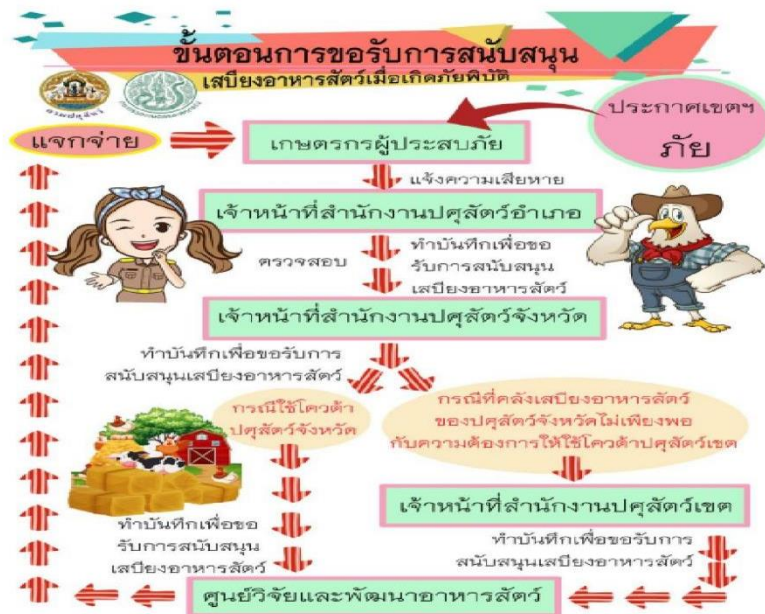 ขั้นตอนการขอรับการสนับสนุน
เสบียงอาหารสัตว์เมื่อเกิดภัยพิบัติ
ประกาศเขตฯ
ภัย
แจกจ่าย
เกษตรกรผู้ประสบภัย
แจ้งความเสียหาย
เจ้าหน้าที่สำนักงานปศุสัตว์อำเภอ
ตรวจสอบ
ทำบันทึกเพื่อขอ
รับการสนับสนุน
เสบียงอาหารสัตว์
เจ้าหน้าที่สำนักงานปศุสัตว์จังหวัด
ทำบันทึกเพื่อขอรับการ
สนับสนุนเสบียงอาหารสัตว์
กรณีใช้โควต้า
ปศุสัตว์จังหวัด
กรณีที่คลังเสบียงอาหารสัตว์
ของปศุสัตว์จังหวัดไม่เพียงพอ
กับความต้องการให้ใช้โควต้าปศุสัตว์เขต
เจ้าหน้าที่สำนักงานปศุสัตว์เขต
ทำบันทึกเพื่อขอ
รับการสนับสนุน
เสบียงอาหารสัตว์
ทำบันทึกเพื่อขอรับการ
สนับสนุนเสบียงอาหารสัตว์
ศูนย์วิจัยและพัฒนาอาหารสัตว์